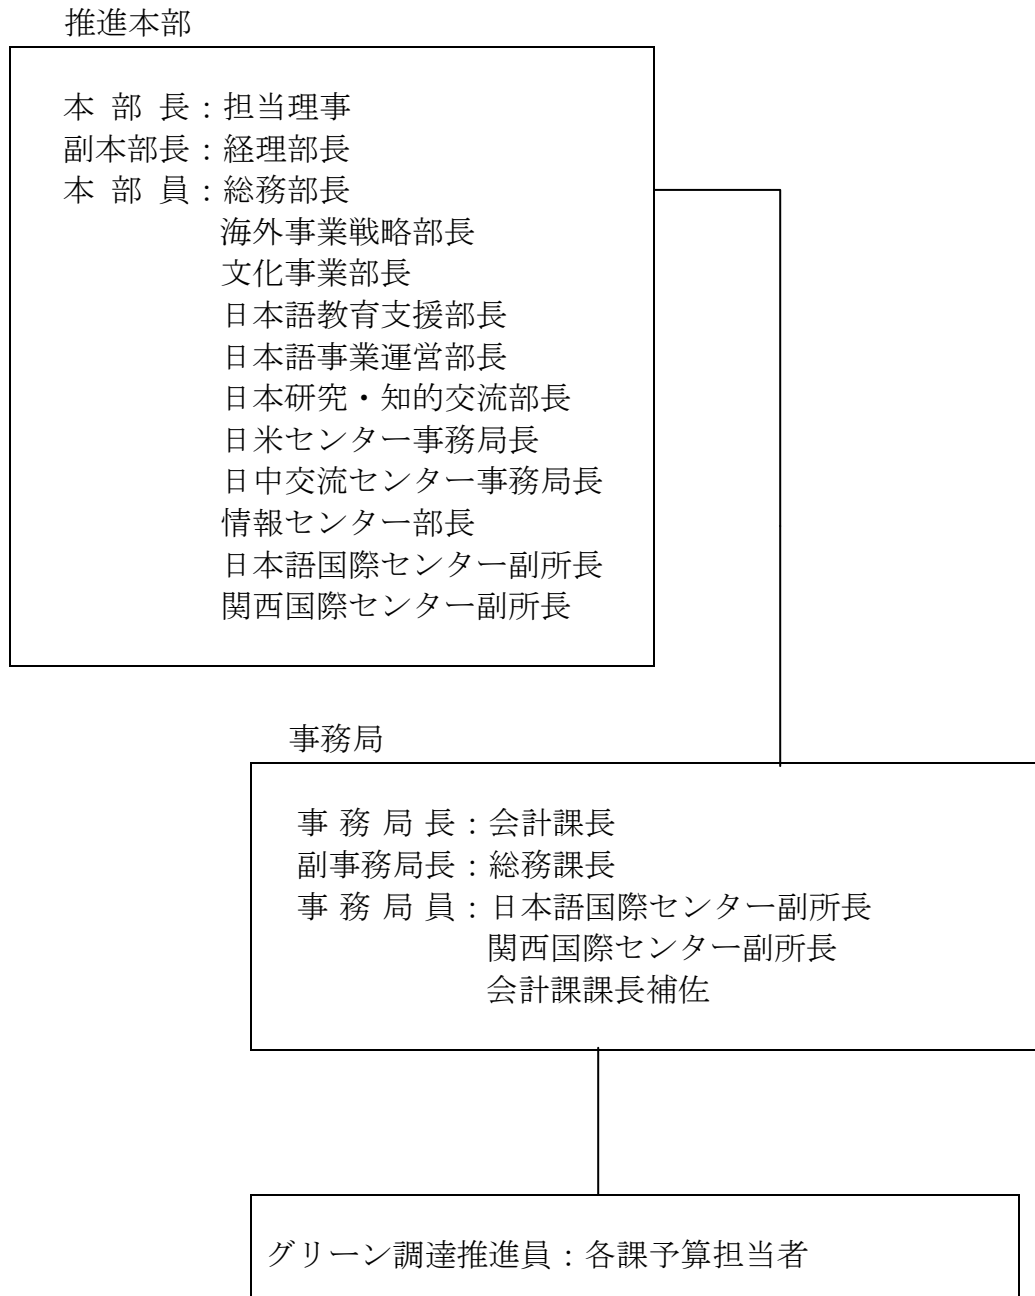 推進本部
本 部 長：担当理事
副本部長：経理部長
本 部 員：総務部長
海外事業戦略部長
文化事業部長
日本語教育支援部長
日本語事業運営部長
日本研究・知的交流部長
日米センター事務局長
日中交流センター事務局長
情報センター部長
日本語国際センター副所長
関西国際センター副所長
事務局
事 務 局 長：会計課長
副事務局長：総務課長
事 務 局 員：日本語国際センター副所長
関西国際センター副所長
会計課課長補佐
グリーン調達推進員：各課予算担当者